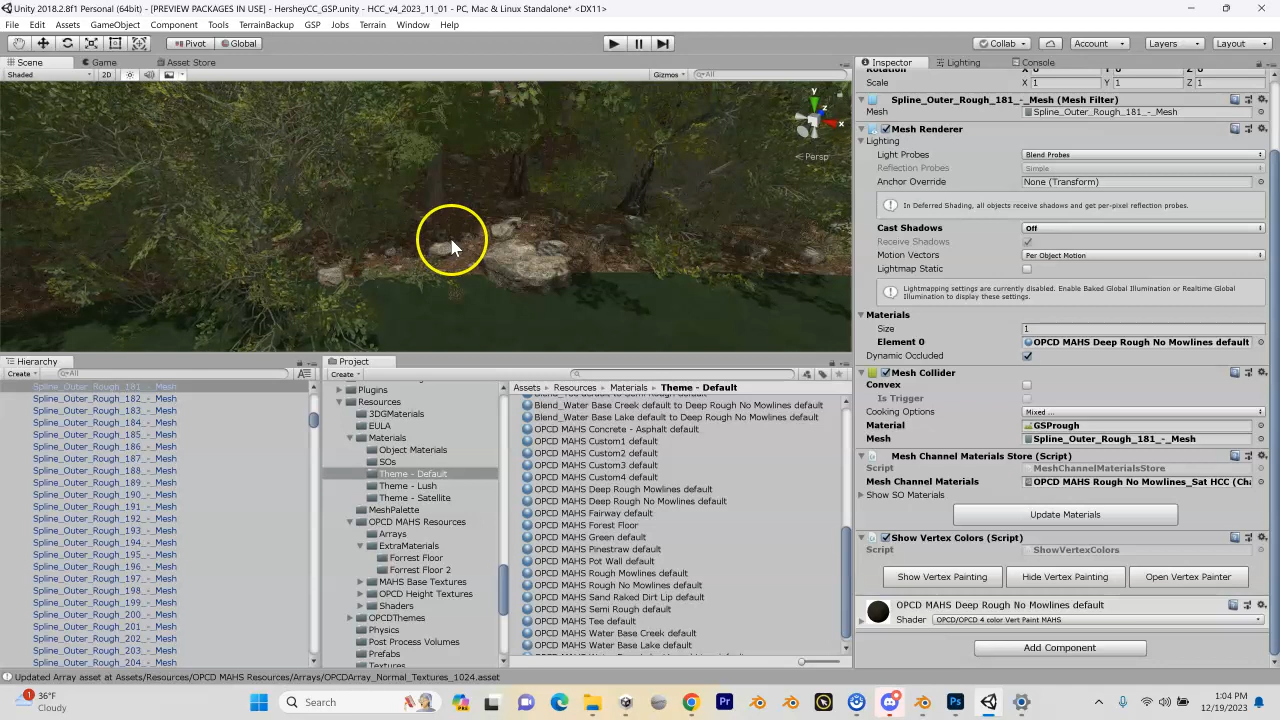 Unity 2018.2.8f1 Personal (64bit) - [PREVIEW PACKAGES IN USE] - HersheyCC_GSP.unity - HCC_v4_2023_11_01 - PC, Mac & Linux Standalone* <DX11>
File Edit Assets GameObject Component Tools TerrainBackup GSP Jobs Terrain Window Help
Pivot Global Collab Account Layers Layout
Scene Game Asset Store
Shaded 2D Gizmos All
y
z
x
Persp
Inspector Lighting Console
Rotation
Scale X 1 Y 1 Z 1
Spline_Outer_Rough_181_-_Mesh (Mesh Filter)
Mesh Spline_Outer_Rough_181_-_Mesh
Mesh Renderer
Lighting
Light Probes Blend Probes
Reflection Probes Simple
Anchor Override None (Transform)
In Deferred Shading, all objects receive shadows and get per-pixel reflection probes.
Cast Shadows Off
Receive Shadows
Motion Vectors Per Object Motion
Lightmap Static
Lightmapping settings are currently disabled. Enable Baked Global Illumination or Realtime Global
Illumination to display these settings.
Materials
Size 1
Element 0 OPCD MAHS Deep Rough No Mowlines default
Dynamic Occluded
Mesh Collider
Convex
Is Trigger
Cooking Options Mixed ...
Material GSPrough
Mesh Spline_Outer_Rough_181_-_Mesh
Mesh Channel Materials Store (Script)
Script MeshChannelMaterialsStore
Mesh Channel Materials OPCD MAHS Rough No Mowlines_Sat HCC (Cha
Show SO Materials
Update Materials
Show Vertex Colors (Script)
Script ShowVertexColors
Show Vertex Painting Hide Vertex Painting Open Vertex Painter
OPCD MAHS Deep Rough No Mowlines default
Shader OPCD/OPCD 4 color Vert Paint MAHS
Add Component
Hierarchy
Create All
Spline_Outer_Rough_181_-_Mesh
Spline_Outer_Rough_182_-_Mesh
Spline_Outer_Rough_183_-_Mesh
Spline_Outer_Rough_184_-_Mesh
Spline_Outer_Rough_185_-_Mesh
Spline_Outer_Rough_186_-_Mesh
Spline_Outer_Rough_187_-_Mesh
Spline_Outer_Rough_188_-_Mesh
Spline_Outer_Rough_189_-_Mesh
Spline_Outer_Rough_190_-_Mesh
Spline_Outer_Rough_191_-_Mesh
Spline_Outer_Rough_192_-_Mesh
Spline_Outer_Rough_193_-_Mesh
Spline_Outer_Rough_194_-_Mesh
Spline_Outer_Rough_195_-_Mesh
Spline_Outer_Rough_196_-_Mesh
Spline_Outer_Rough_197_-_Mesh
Spline_Outer_Rough_198_-_Mesh
Spline_Outer_Rough_199_-_Mesh
Spline_Outer_Rough_200_-_Mesh
Spline_Outer_Rough_201_-_Mesh
Spline_Outer_Rough_202_-_Mesh
Spline_Outer_Rough_203_-_Mesh
Spline_Outer_Rough_204_-_Mesh
Project
Create
Plugins
Resources
3DGMaterials
EULA
Materials
Object Materials
SOs
Theme - Default
Theme - Lush
Theme - Satellite
MeshPalette
OPCD MAHS Resources
Arrays
ExtraMaterials
Forrest Floor
Forrest Floor 2
MAHS Base Textures
OPCD Height Textures
Shaders
OPCDThemes
Physics
Post Process Volumes
Prefabs
Textures
Assets Resources Materials Theme - Default
Blend_Water Base Creek default to Deep Rough No Mowlines default
Blend_Water Base Lake default to Deep Rough No Mowlines default
OPCD MAHS Concrete - Asphalt default
OPCD MAHS Custom1 default
OPCD MAHS Custom2 default
OPCD MAHS Custom3 default
OPCD MAHS Custom4 default
OPCD MAHS Deep Rough Mowlines default
OPCD MAHS Deep Rough No Mowlines default
OPCD MAHS Fairway default
OPCD MAHS Forest Floor
OPCD MAHS Green default
OPCD MAHS Pinestraw default
OPCD MAHS Pot Wall default
OPCD MAHS Rough Mowlines default
OPCD MAHS Rough No Mowlines default
OPCD MAHS Sand Raked Dirt Lip default
OPCD MAHS Semi Rough default
OPCD MAHS Tee default
OPCD MAHS Water Base Creek default
OPCD MAHS Water Base Lake default
Updated Array asset at Assets/Resources/OPCD MAHS Resources/Arrays/OPCDArray_Normal_Textures_1024.asset
1
36°F
Cloudy
Search
Pr
Ps
1:04 PM
12/19/2023